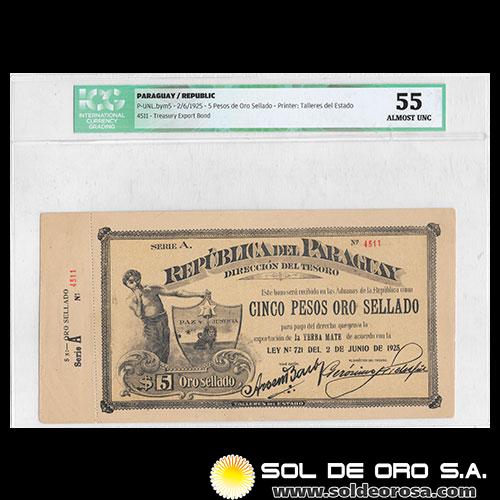 ICG
INTERNATIONAL
CURRENCY
GRADING
PARAGUAY / REPUBLIC
P-UNL.bym5 - 2/6/1925 - 5 Pesos de Oro Sellado - Printer: Talleres del Estado
4511 - Treasury Export Bond
55
ALMOST UNC
5 $ — ORO SELLADO
Serie A
Nº 4511
SERIE A.
Nº 4511
REPÚBLICA DEL PARAGUAY
DIRECCIÓN DEL TESORO
Este bono será recibido en las Aduanas de la República como
CINCO PESOS ORO SELLADO
para pago del derecho que grava la
exportación de la YERBA MATE de acuerdo con la
LEY Nº 721 DEL 2 DE JUNIO DE 1925
PAZ Y JUSTICIA
$ 5 Oro sellado
TALLERES DEL ESTADO
SOL DE ORO S.A.
www.soldeorosa.com